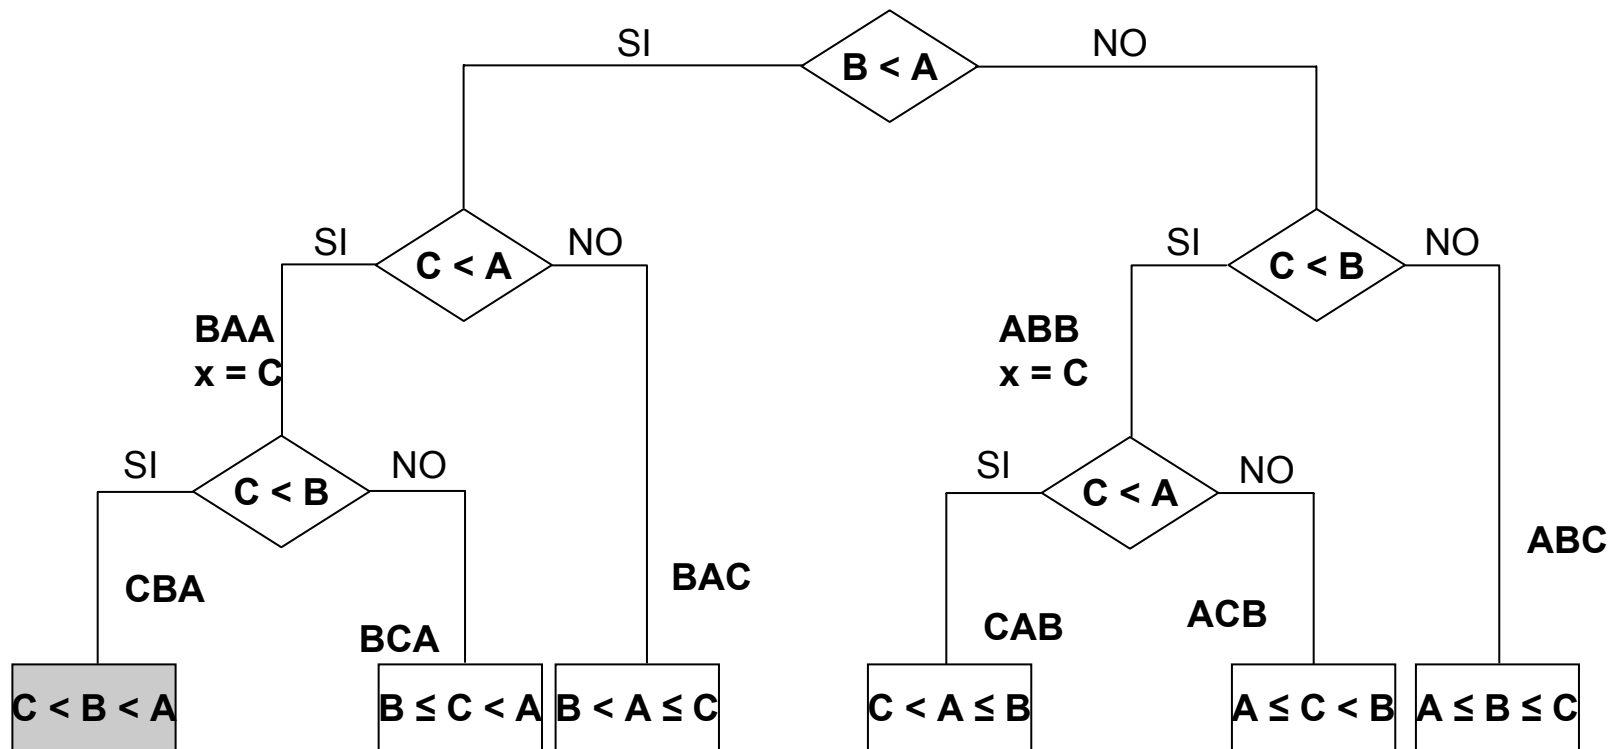 SI
B < A
NO
SI
C < A
NO
SI
C < B
NO
BAA
x = C
ABB
x = C
SI
C < B
NO
SI
C < A
NO
CBA
BCA
BAC
CAB
ACB
ABC
C < B < A
B ≤ C < A
B < A ≤ C
C < A ≤ B
A ≤ C < B
A ≤ B ≤ C